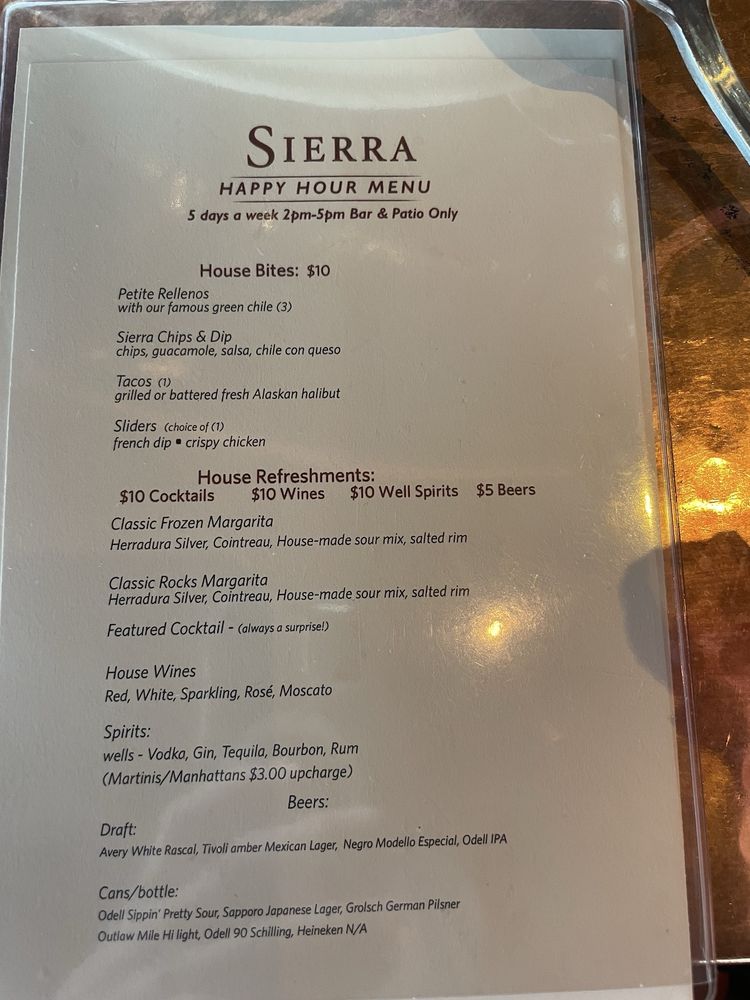 SIERRA
HAPPY HOUR MENU
5 days a week 2pm-5pm Bar & Patio Only
House Bites: $10
Petite Rellenos
with our famous green chile (3)
Sierra Chips & Dip
chips, guacamole, salsa, chile con queso
Tacos (1)
grilled or battered fresh Alaskan halibut
Sliders (choice of (1)
french dip ▪ crispy chicken
House Refreshments:
$10 Cocktails $10 Wines $10 Well Spirits $5 Beers
Classic Frozen Margarita
Herradura Silver, Cointreau, House-made sour mix, salted rim
Classic Rocks Margarita
Herradura Silver, Cointreau, House-made sour mix, salted rim
Featured Cocktail - (always a surprise!)
House Wines
Red, White, Sparkling, Rosé, Moscato
Spirits:
wells - Vodka, Gin, Tequila, Bourbon, Rum
(Martinis/Manhattans $3.00 upcharge)
Beers:
Draft:
Avery White Rascal, Tivoli amber Mexican Lager, Negro Modello Especial, Odell IPA
Cans/bottle:
Odell Sippin' Pretty Sour, Sapporo Japanese Lager, Grolsch German Pilsner
Outlaw Mile Hi light, Odell 90 Schilling, Heineken N/A